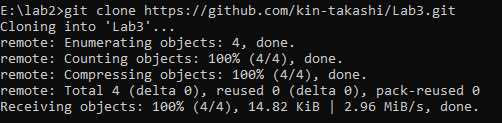 E:\lab2>git clone https://github.com/kin-takashi/Lab3.git
Cloning into 'Lab3'...
remote: Enumerating objects: 4, done.
remote: Counting objects: 100% (4/4), done.
remote: Compressing objects: 100% (4/4), done.
remote: Total 4 (delta 0), reused 0 (delta 0), pack-reused 0
Receiving objects: 100% (4/4), 14.82 KiB | 2.96 MiB/s, done.